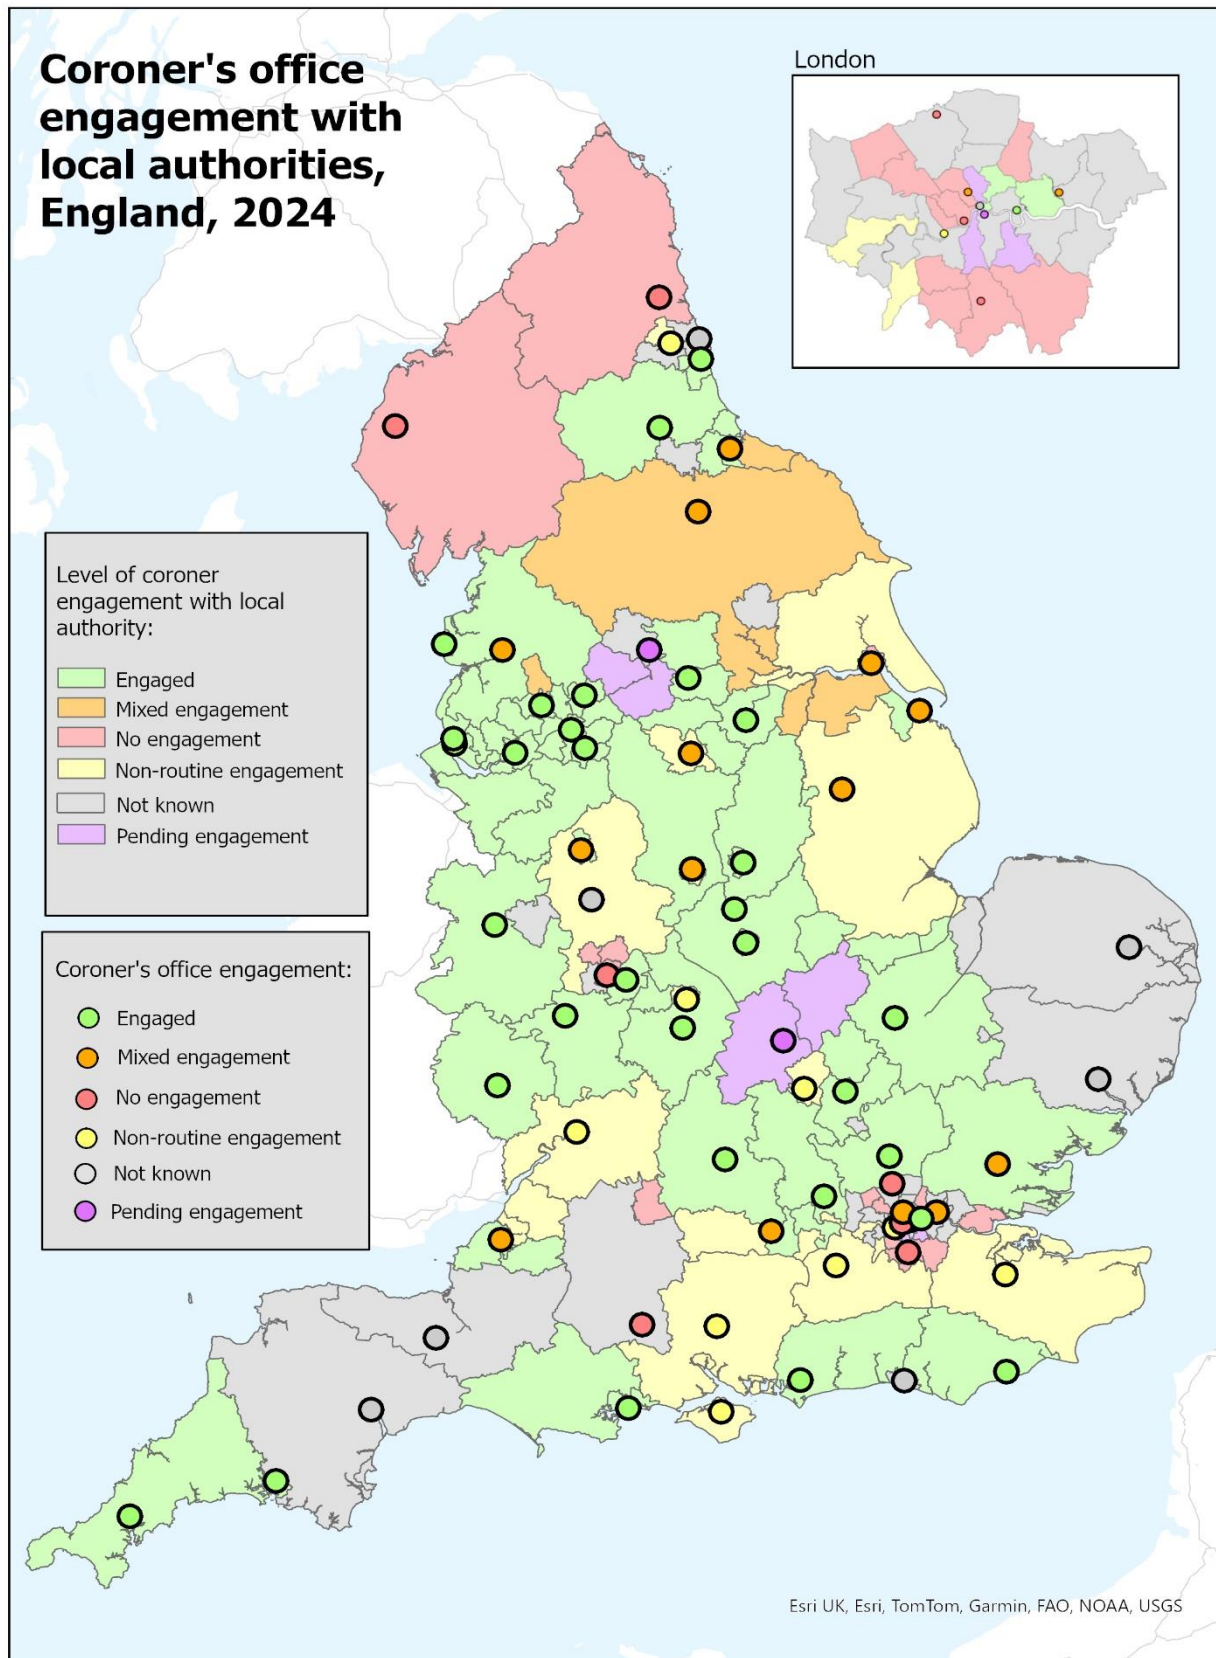 Coroner's office
engagement with
local authorities,
England, 2024
London
Level of coroner
engagement with local
authority:
Engaged
Mixed engagement
No engagement
Non-routine engagement
Not known
Pending engagement
Coroner's office engagement:
Engaged
Mixed engagement
No engagement
Non-routine engagement
Not known
Pending engagement
Esri UK, Esri, TomTom, Garmin, FAO, NOAA, USGS